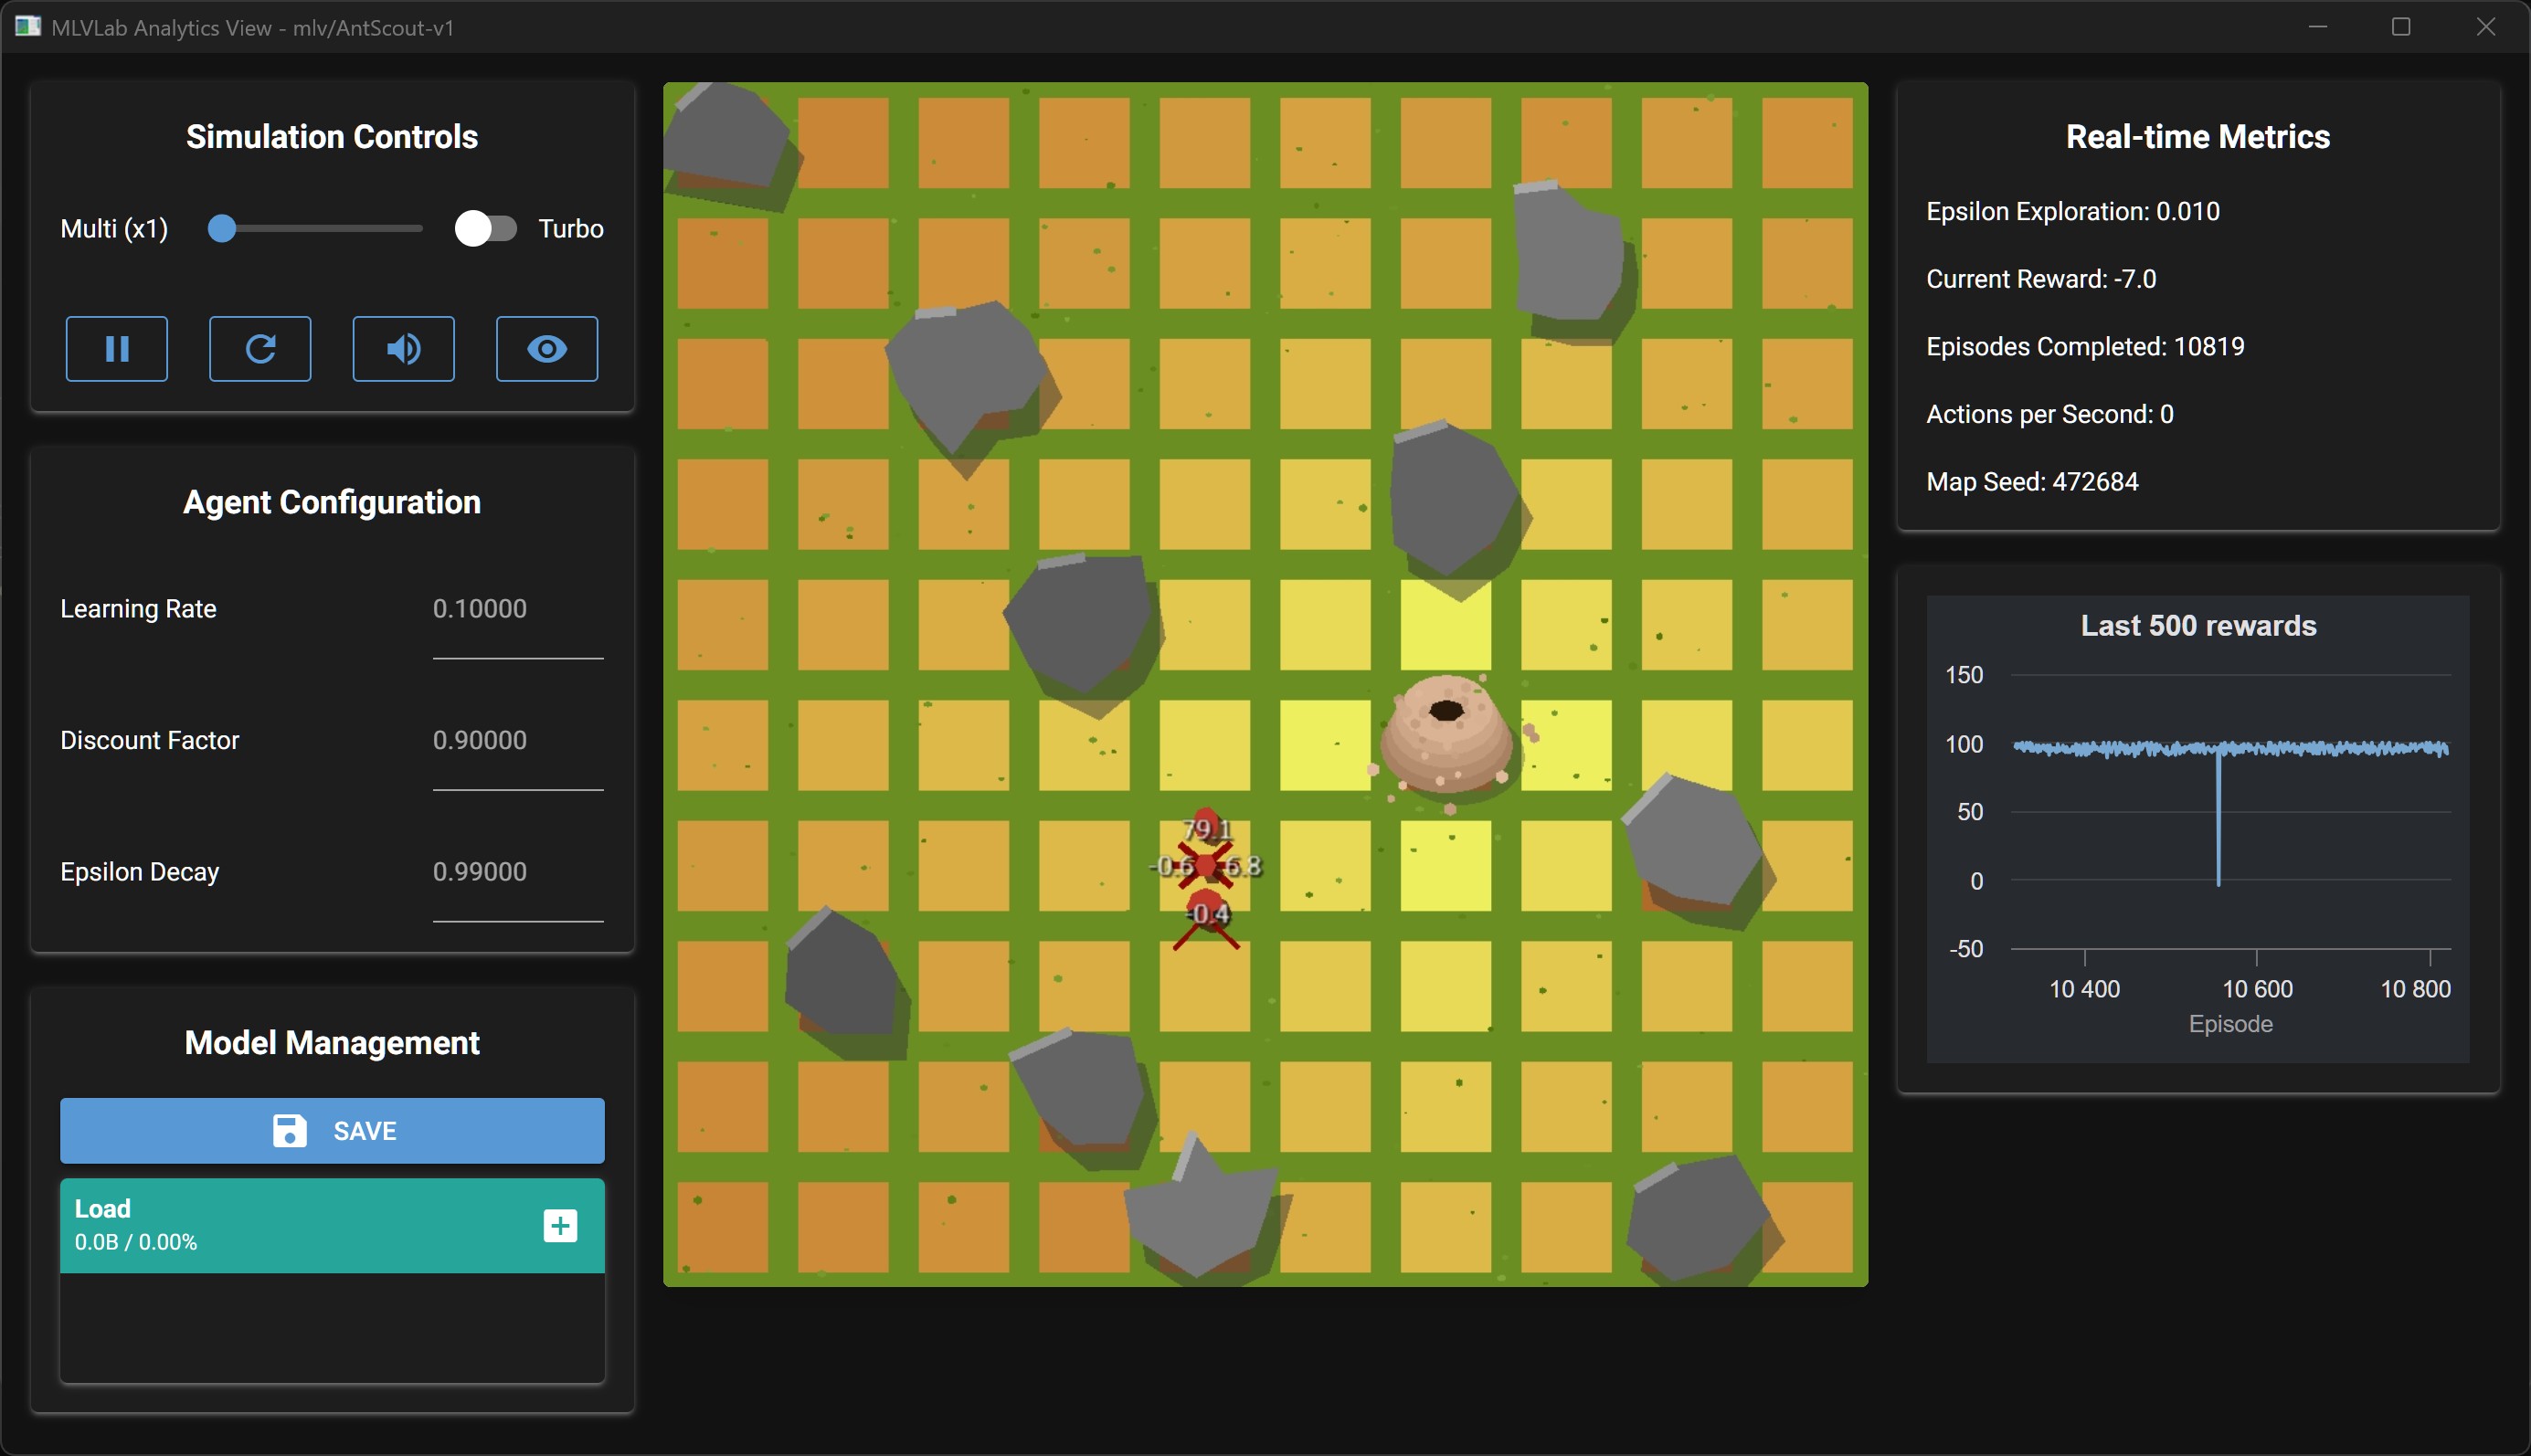 MLVLab Analytics View - mlv/AntScout-v1
Simulation Controls
Multi (x1)
Turbo
Agent Configuration
Learning Rate 0.10000
Discount Factor 0.90000
Epsilon Decay 0.99000
Model Management
SAVE
Load
0.0B / 0.00%
79.1
-0.6 6.8
-0.4
Real-time Metrics
Epsilon Exploration: 0.010
Current Reward: -7.0
Episodes Completed: 10819
Actions per Second: 0
Map Seed: 472684
Last 500 rewards
150
100
50
0
-50
10 400 10 600 10 800
Episode